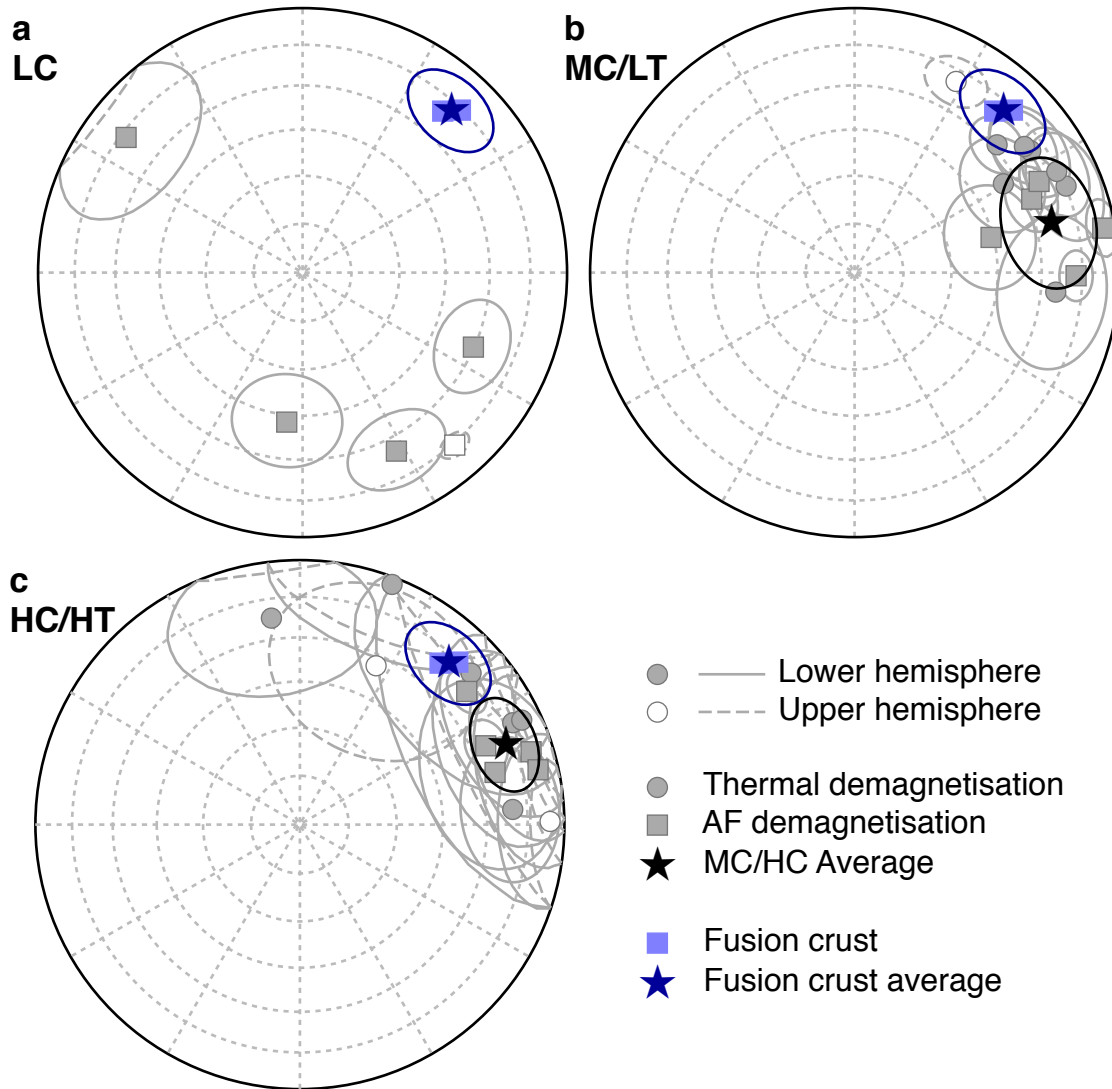 a
LC
b
MC/LT
c
HC/HT
Lower hemisphere
Upper hemisphere
Thermal demagnetisation
AF demagnetisation
MC/HC Average
Fusion crust
Fusion crust average